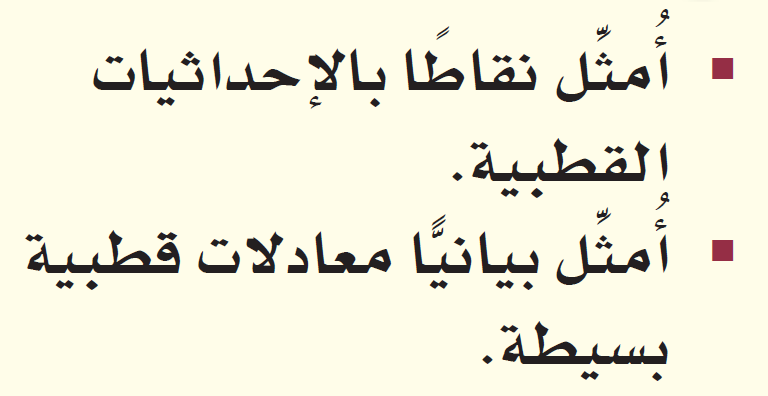 ▪ أُمثِّل نقاطًا بالإحداثيات
القطبية.
▪ أُمثِّل بيانيًّا معادلات قطبية
بسيطة.